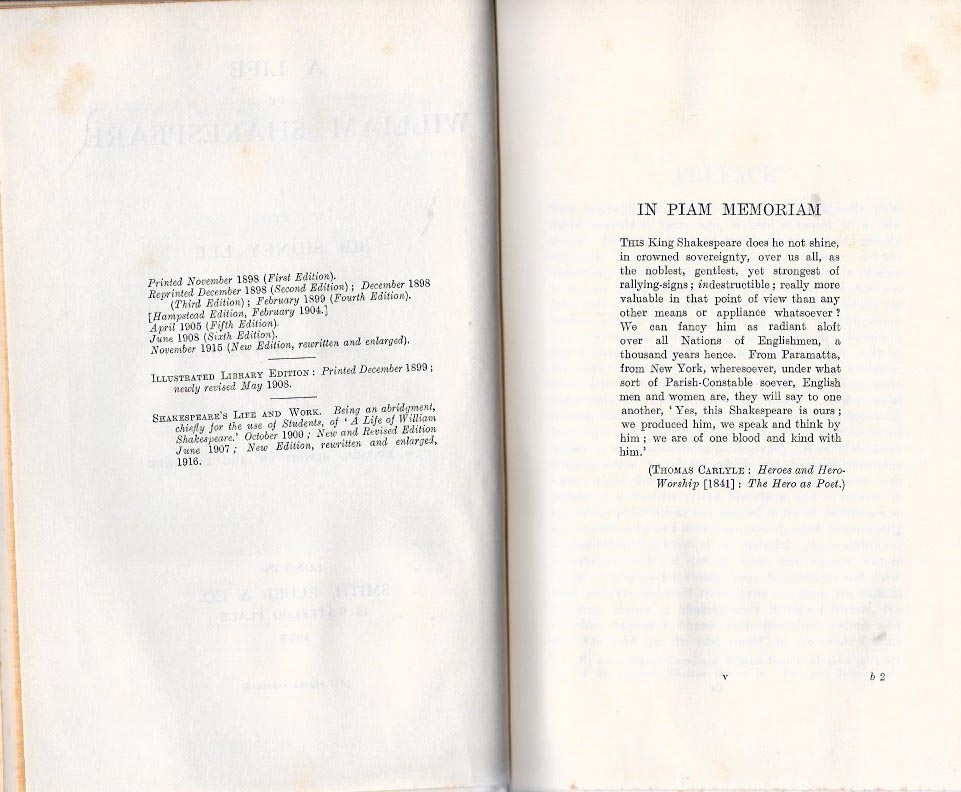 Printed November 1898 (First Edition).
Reprinted December 1898 (Second Edition); December 1898
(Third Edition); February 1899 (Fourth Edition).
[Hampstead Edition, February 1904.]
April 1905 (Fifth Edition).
June 1908 (Sixth Edition).
November 1915 (New Edition, rewritten and enlarged).
ILLUSTRATED LIBRARY EDITION: Printed December 1899;
newly revised May 1908.
SHAKESPEARE'S LIFE AND WORK. Being an abridgment,
chiefly for the use of Students, of 'A Life of William
Shakespeare.' October 1900; New and Revised Edition
June 1907; New Edition, rewritten and enlarged,
1916.
IN PIAM MEMORIAM
THIS King Shakespeare does he not shine,
in crowned sovereignty, over us all, as
the noblest, gentlest, yet strongest of
rallying-signs; indestructible; really more
valuable in that point of view than any
other means or appliance whatsoever?
We can fancy him as radiant aloft
over all Nations of Englishmen, a
thousand years hence. From Paramatta,
from New York, wheresoever, under what
sort of Parish-Constable soever, English
men and women are, they will say to one
another, 'Yes, this Shakespeare is ours;
we produced him, we speak and think by
him; we are of one blood and kind with
him.'
(THOMAS CARLYLE: Heroes and Hero-
Worship [1841]: The Hero as Poet.)
v
b 2